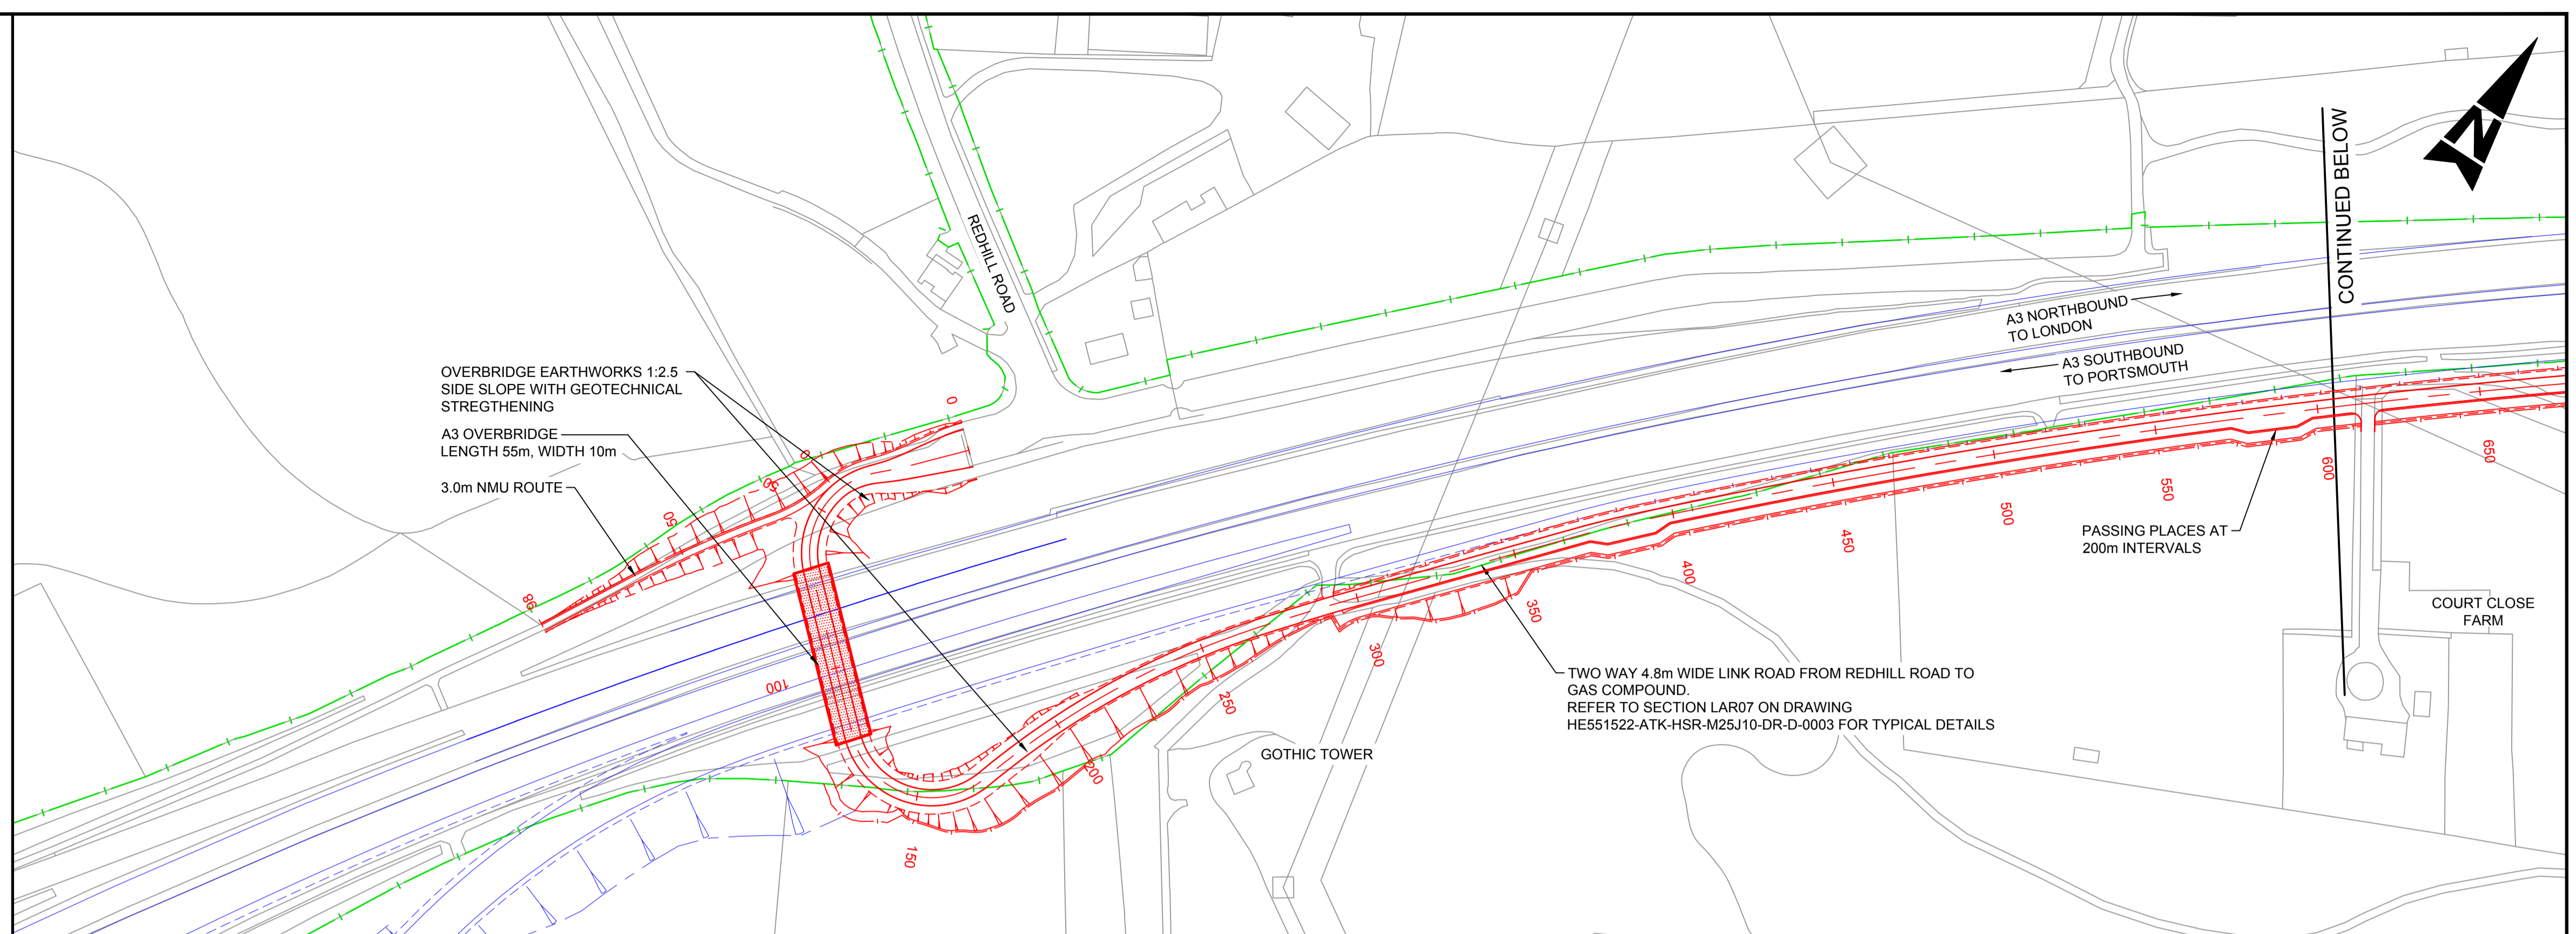 REDHILL ROAD
CONTINUED BELOW
N
A3 NORTHBOUND
TO LONDON
A3 SOUTHBOUND
TO PORTSMOUTH
OVERBRIDGE EARTHWORKS 1:2.5
SIDE SLOPE WITH GEOTECHNICAL
STREGTHENING
A3 OVERBRIDGE
LENGTH 55m, WIDTH 10m
3.0m NMU ROUTE
0
0
50
50
86
100
150
200
250
300
350
400
450
500
550
600
650
PASSING PLACES AT
200m INTERVALS
COURT CLOSE
FARM
TWO WAY 4.8m WIDE LINK ROAD FROM REDHILL ROAD TO
GAS COMPOUND.
REFER TO SECTION LAR07 ON DRAWING
HE551522-ATK-HSR-M25J10-DR-D-0003 FOR TYPICAL DETAILS
GOTHIC TOWER